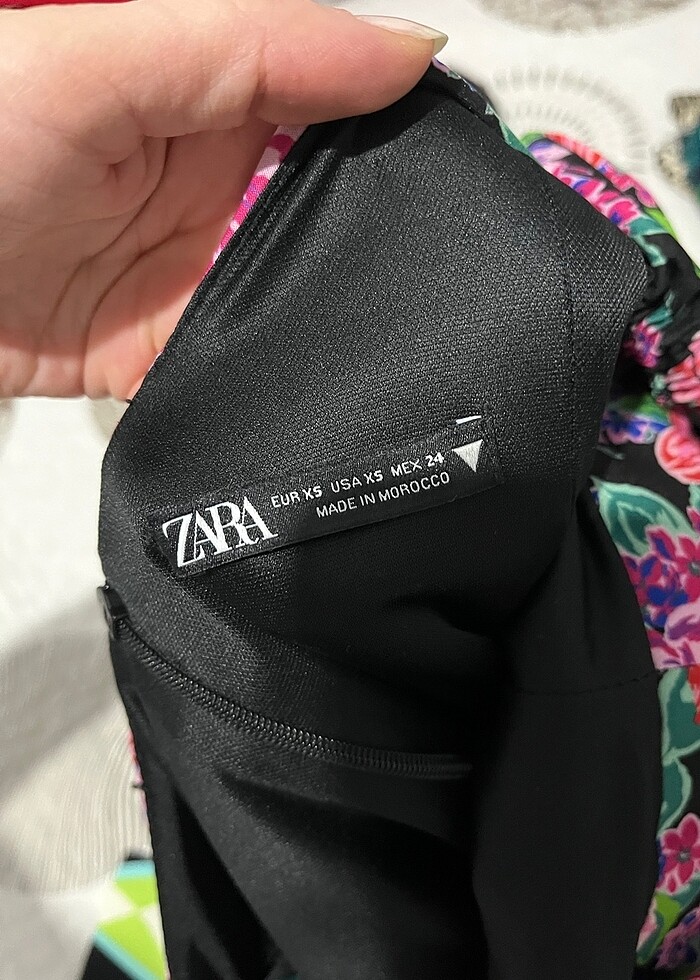 ZARA
EUR XS USA XS MEX 24
MADE IN MOROCCO